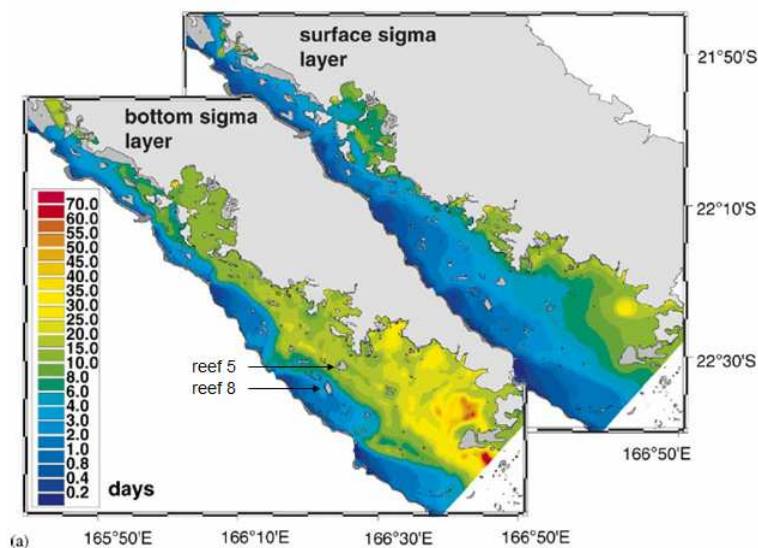 surface sigma
layer
21°50'S
bottom sigma
layer
70.0
60.0
55.0
50.0
45.0
40.0
35.0
30.0
25.0
20.0
15.0
10.0
8.0
6.0
4.0
3.0
2.0
1.0
0.8
0.4
0.2
days
22°10'S
22°30'S
reef 5
reef 8
166°50'E
(a)
165°50'E
166°10'E
166°30'E
166°50'E